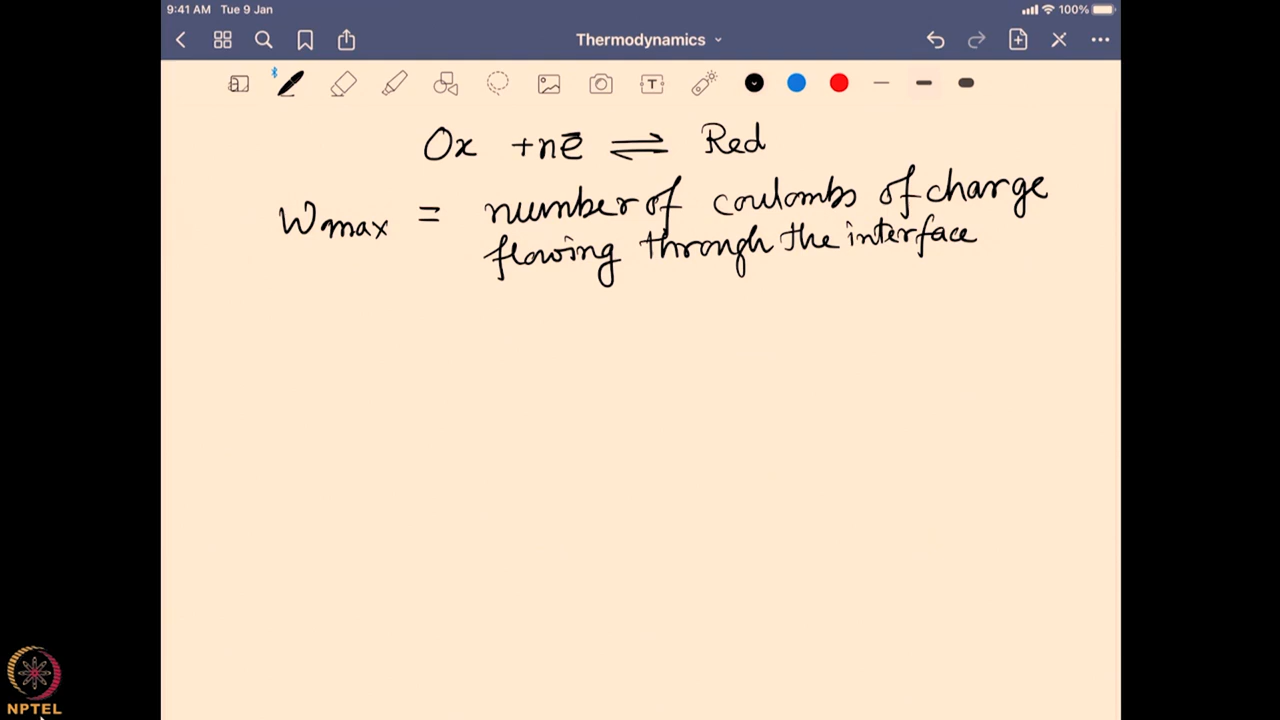 9:41 AM Tue 9 Jan
100%
Thermodynamics
T
Ox + nē ⇌ Red
Wmax = number of coulombs of charge
flowing through the interface
NPTEL